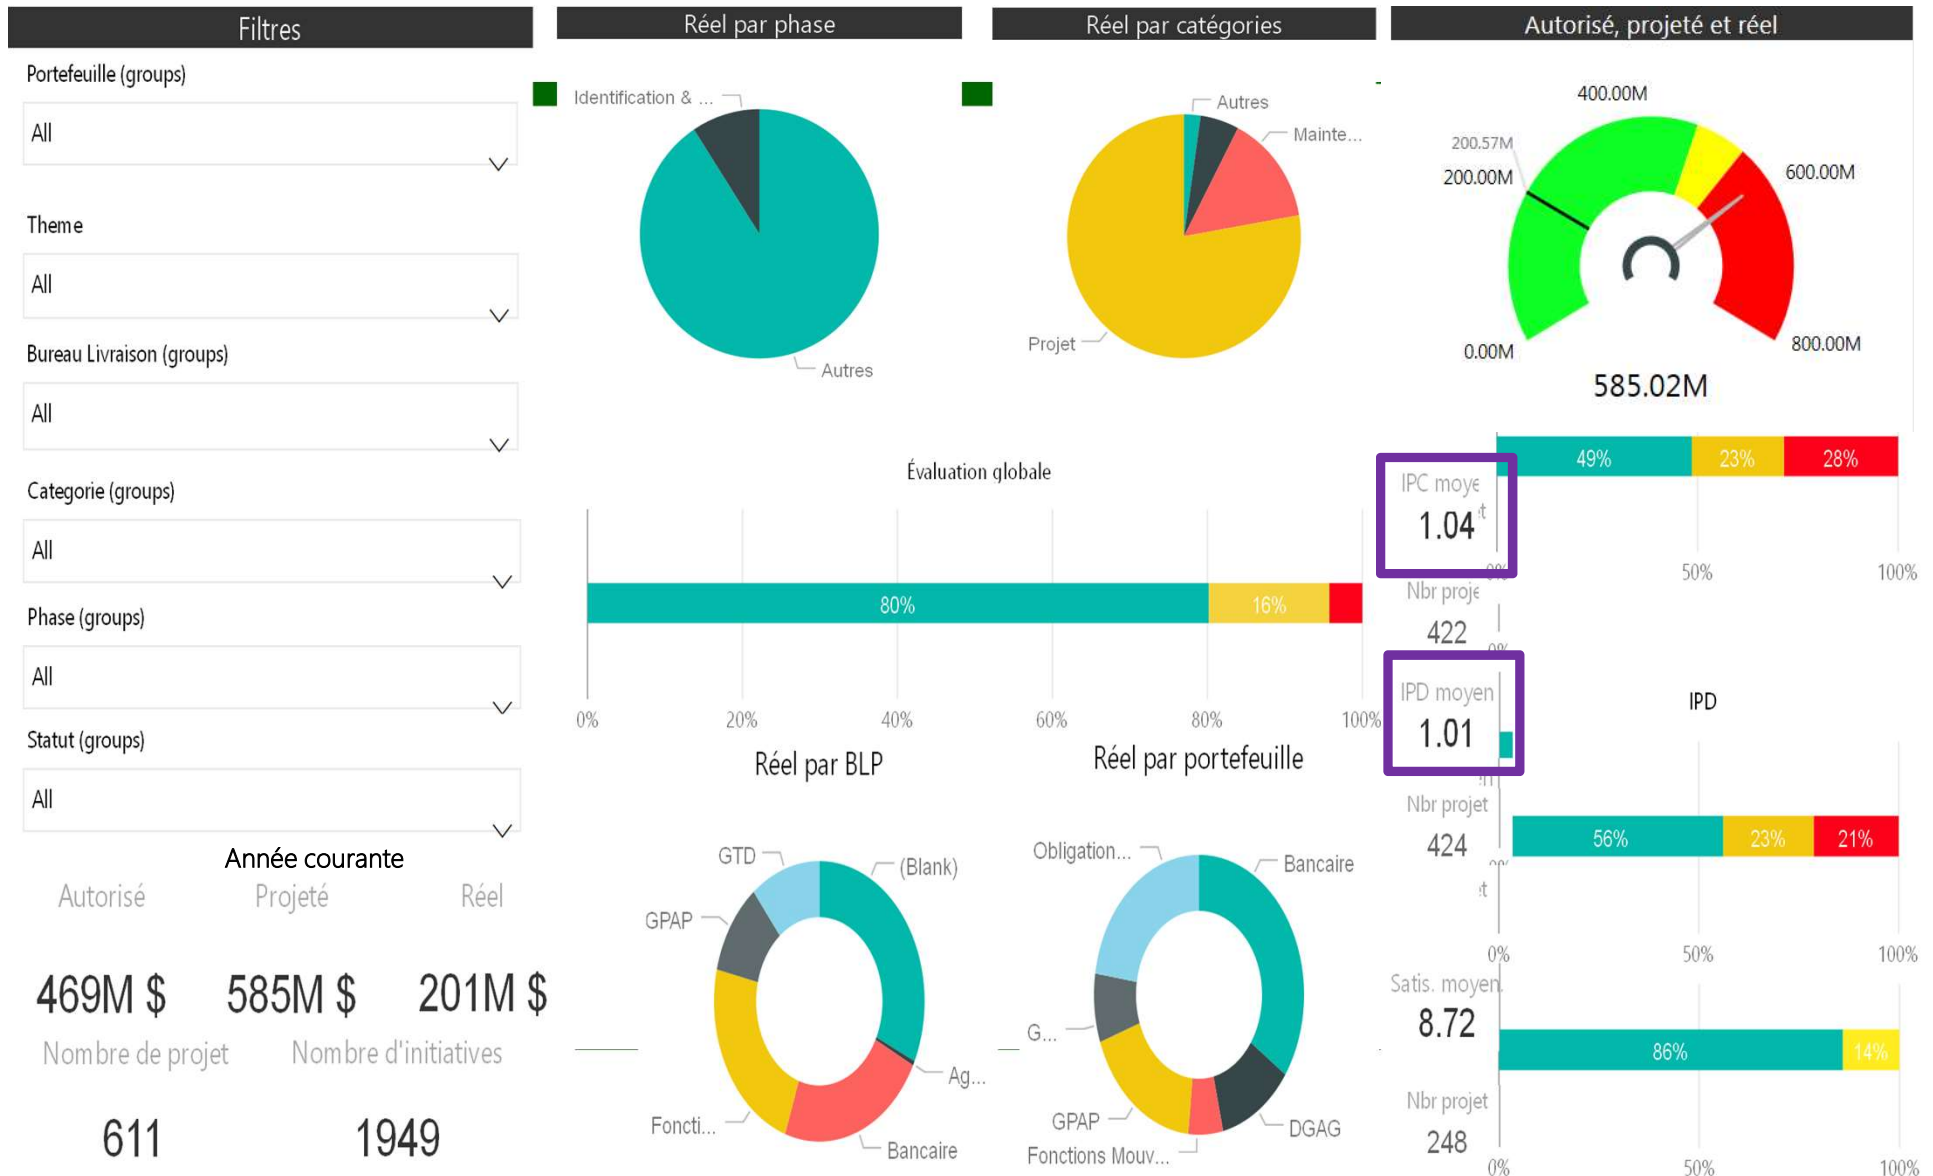 Filtres
Portefeuille (groups)
All
Theme
All
Bureau Livraison (groups)
All
Categorie (groups)
All
Phase (groups)
All
Statut (groups)
All
Année courante
Autorisé Projeté Réel
469M $ 585M $ 201M $
Nombre de projet Nombre d'initiatives
611 1949
Réel par phase
Identification & ...
Autres
Réel par catégories
Autres
Mainte...
Projet
Autorisé, projeté et réel
400.00M
200.57M
200.00M
600.00M
0.00M
800.00M
585.02M
Évaluation globale
80% 16%
0% 20% 40% 60% 80% 100%
Réel par BLP
GTD
(Blank)
GPAP
Ag...
Foncti...
Bancaire
Réel par portefeuille
Obligation...
Bancaire
G...
GPAP
DGAG
Fonctions Mouv...
49% 23% 28%
IPC moye
1.04
0% 50% 100%
Nbr proje
422
0%
IPD moyen
1.01
IPD
Nbr projet
424
56% 23% 21%
0% 50% 100%
Satis. moyen.
8.72
86% 14%
Nbr projet
248
0% 50% 100%